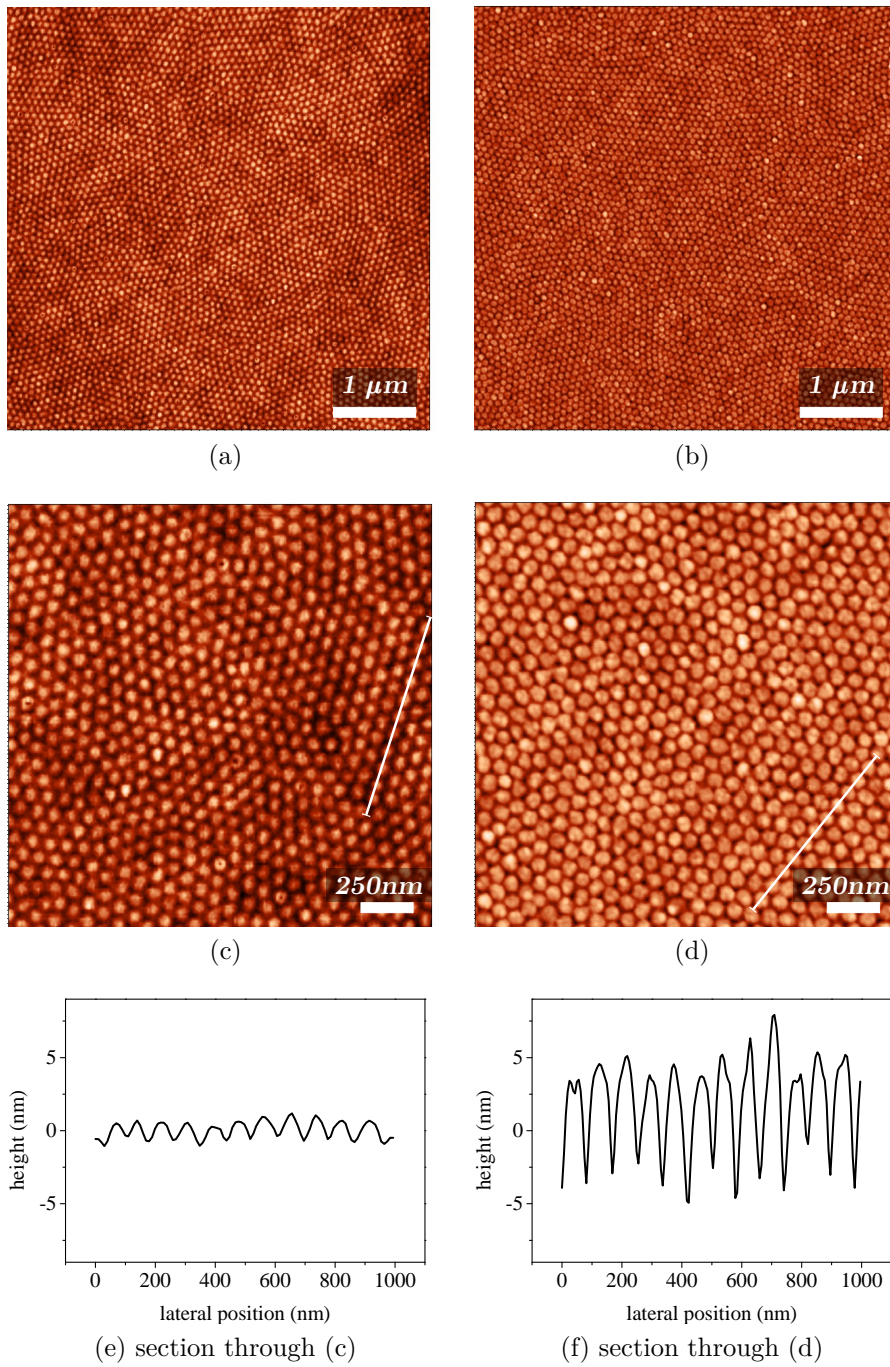 1 μm
1 μm
(a)
(b)
250nm
250nm
(c)
(d)
height (nm)
5
0
-5
0 200 400 600 800 1000
lateral position (nm)
height (nm)
5
0
-5
0 200 400 600 800 1000
lateral position (nm)
(e) section through (c)
(f) section through (d)